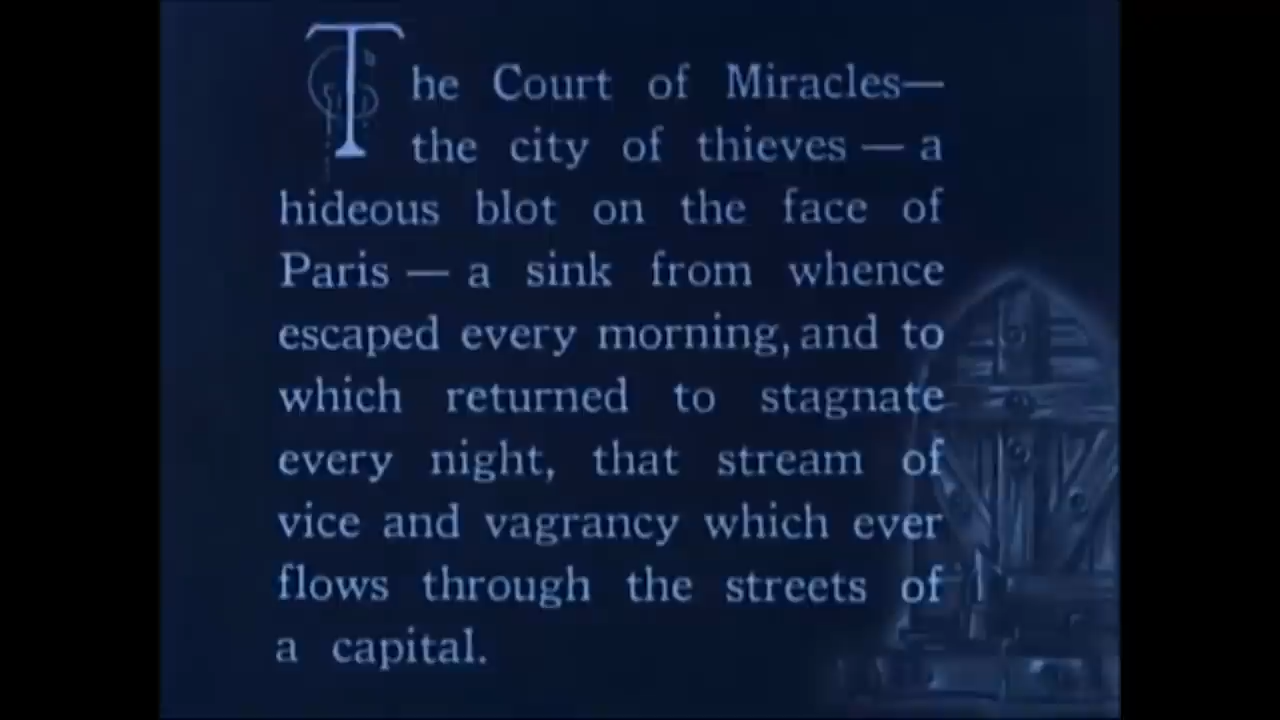 The Court of Miracles—
the city of thieves — a
hideous blot on the face of
Paris — a sink from whence
escaped every morning, and to
which returned to stagnate
every night, that stream of
vice and vagrancy which ever
flows through the streets of
a capital.